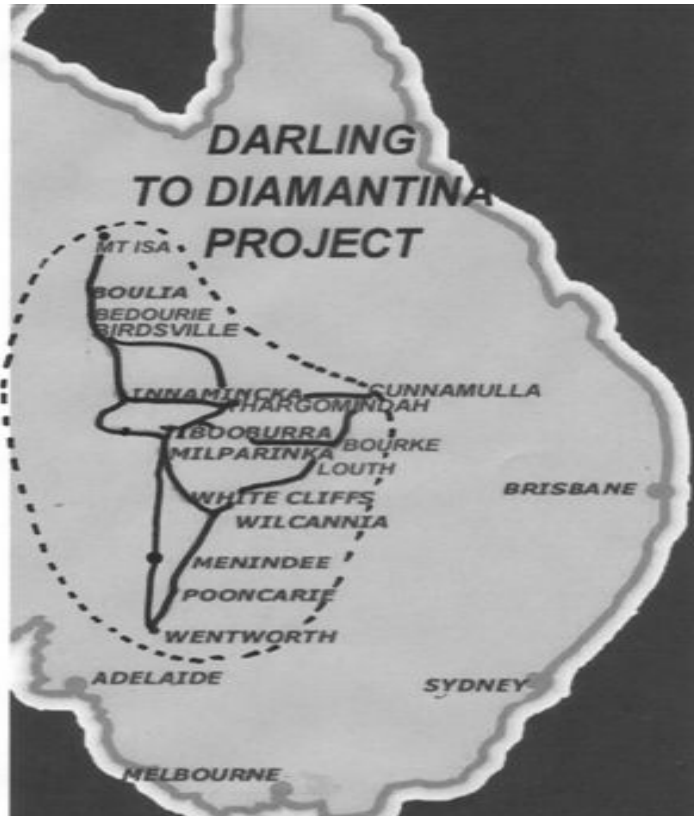 DARLING
TO DIAMANTINA
PROJECT
MT ISA
BOULIA
BEDOURIE
BIRDSVILLE
INNAMINCKA
CUNNAMULLA
THARGOMINDAH
TIBOOBURRA
BOURKE
MILPARINKA
LOUTH
WHITE CLIFFS
BRISBANE
WILCANNIA
MENINDEE
POONCARIE
WENTWORTH
ADELAIDE
SYDNEY
MELBOURNE